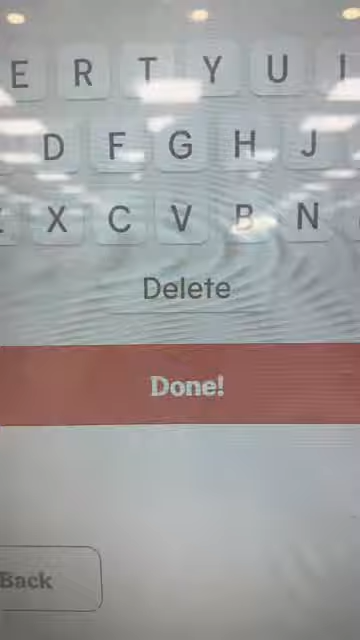 E R T Y U I
D F G H J
X C V B N
Delete
Done!
Back